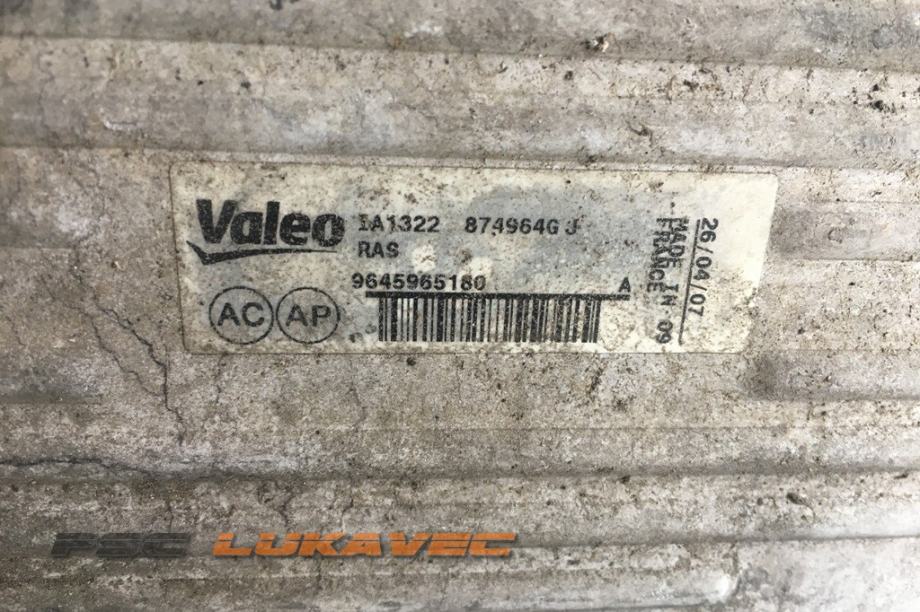 Valeo IA1322 874964G J
RAS
9645965180 A
AC AP
26/04/07
MADE IN 09
FRANCE
PSC LUKAVEC